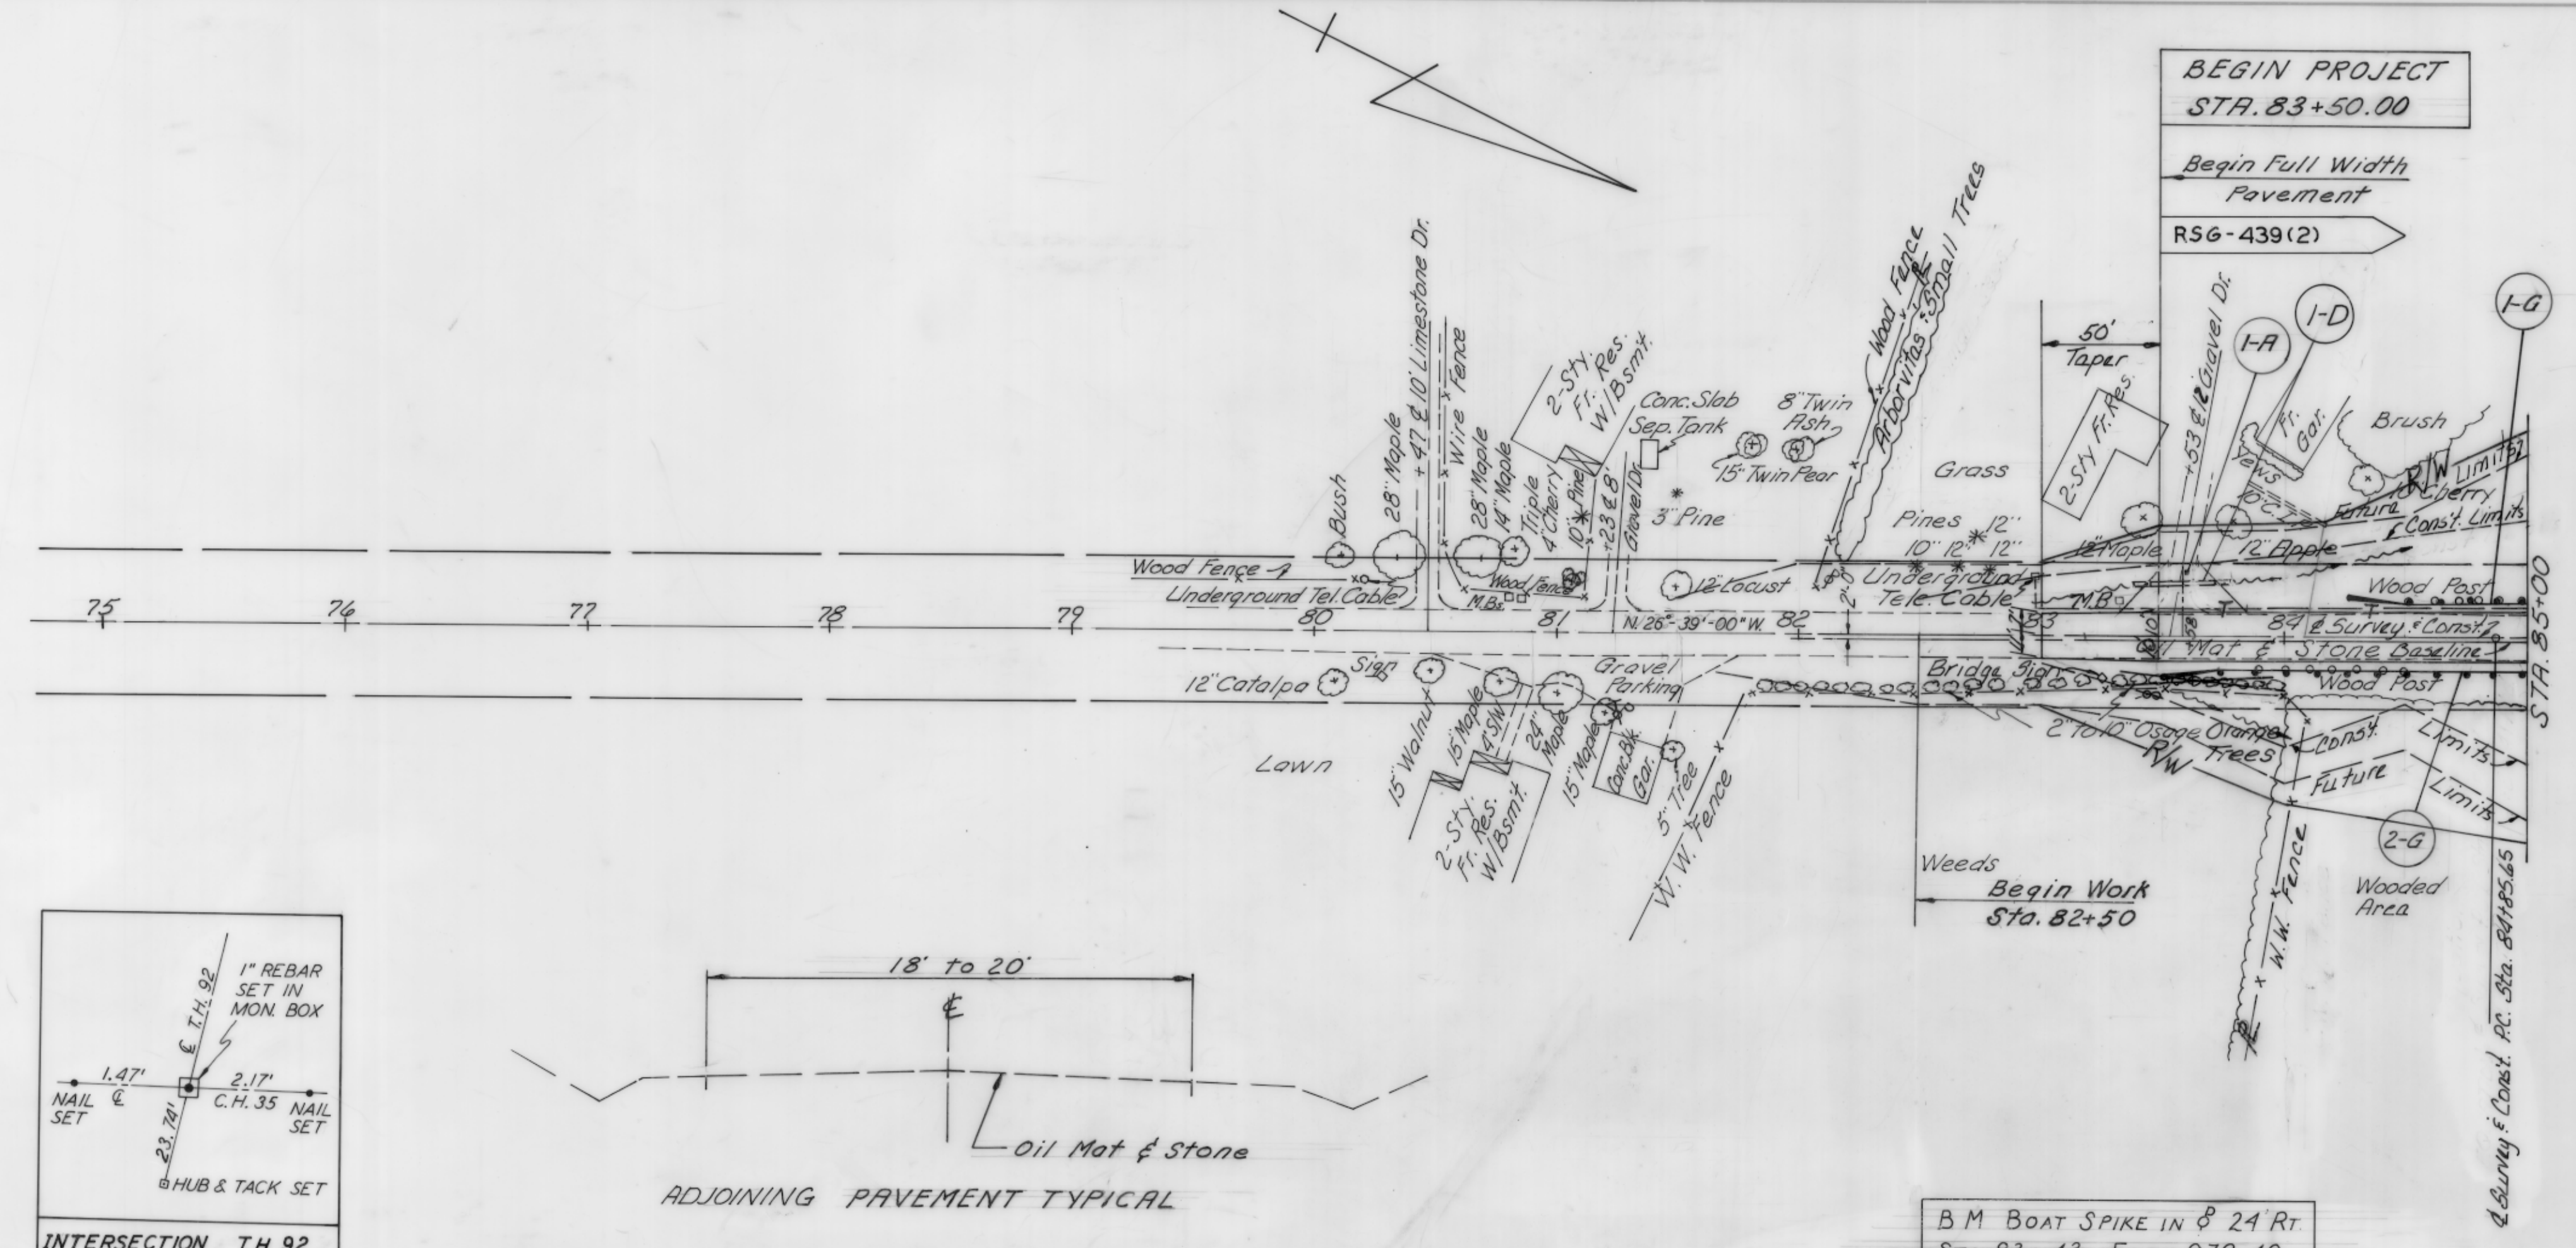 BEGIN PROJECT
STA. 83+50.00
Begin Full Width
Pavement
RSG-439(2)
50'
Taper
1-A
1-D
1-G
+53 ℄ 12' Gravel Dr.
2-Sty Fr. Res.
Fr.
Gar.
Yews
Brush
R/W
Limits
10" Cherry
Future
Const. Limits
12" Maple
12" Apple
Wood Fence
Arborvitas & Small Trees
Grass
Pines 12"
10" 12" 12"
Underground
Tele. Cable
2'-0"
8" Twin
Ash
15" Twin Pear
Conc. Slab
Sep. Tank
3" Pine
12" Locust
2-Sty.
Fr. Res.
W/Bsmt.
+23 ℄ 8'
Gravel Dr.
10" Pine
4" Cherry
Triple
14" Maple
28" Maple
Wire Fence
+47 ℄ 10' Limestone Dr.
28" Maple
Bush
Wood Fence
Underground Tel. Cable
Wood Fence
M.Bs
M.B.
Wood Post
75
76
77
78
79
80
81
N. 26°-39'-00" W.
82
83
84
℄ Survey & Const.
Oil Mat & Stone Baseline
STA. 85+00
12" Catalpa
Sign
15" Walnut
15" Maple
4' S/W
24"
Maple
15" Maple
Gravel
Parking
Conc. Blk.
Gar.
5" Tree
W. W. Fence
2-Sty.
Fr. Res.
W/Bsmt.
Lawn
Bridge Sign
Wood Post
2" to 10" Osage Orange
Trees
R/W
Const.
Limits
Future
Limits
2-G
Wooded
Area
W.W. Fence
Weeds
Begin Work
Sta. 82+50
℄ Survey & Const. P.C. Sta. 84+85.65
1" REBAR
SET IN
MON. BOX
℄ T.H. 92
1.47'
℄
NAIL
SET
2.17'
C.H. 35
NAIL
SET
23.74'
HUB & TACK SET
INTERSECTION T.H. 92
18' to 20'
℄
Oil Mat & Stone
ADJOINING PAVEMENT TYPICAL
BM BOAT SPIKE IN 24' RT.